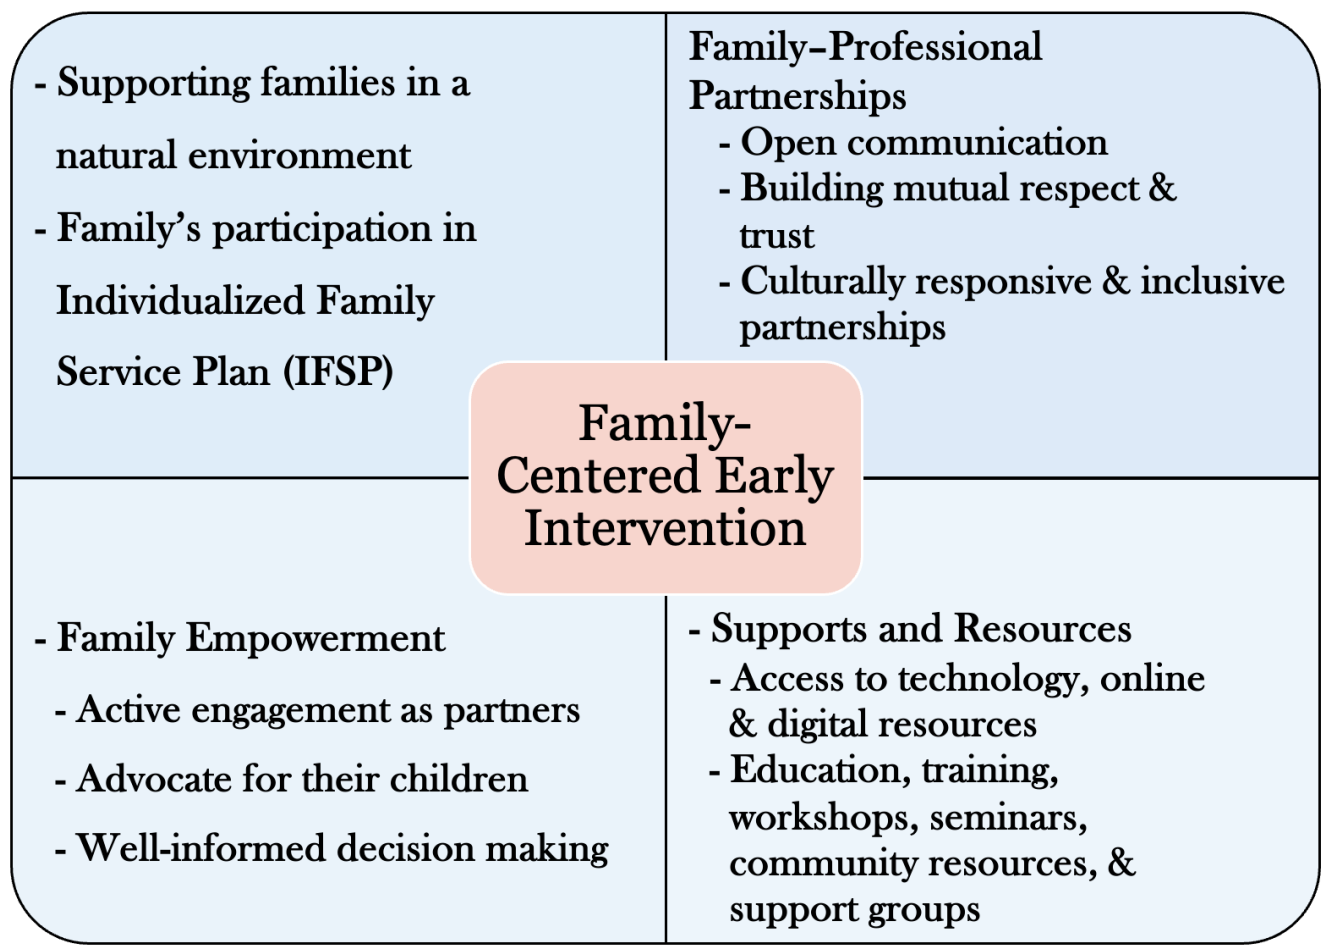 - Supporting families in a
natural environment
- Family’s participation in
Individualized Family
Service Plan (IFSP)
Family–Professional
Partnerships
- Open communication
- Building mutual respect &
trust
- Culturally responsive & inclusive
partnerships
Family-
Centered Early
Intervention
- Family Empowerment
- Active engagement as partners
- Advocate for their children
- Well-informed decision making
- Supports and Resources
- Access to technology, online
& digital resources
- Education, training,
workshops, seminars,
community resources, &
support groups